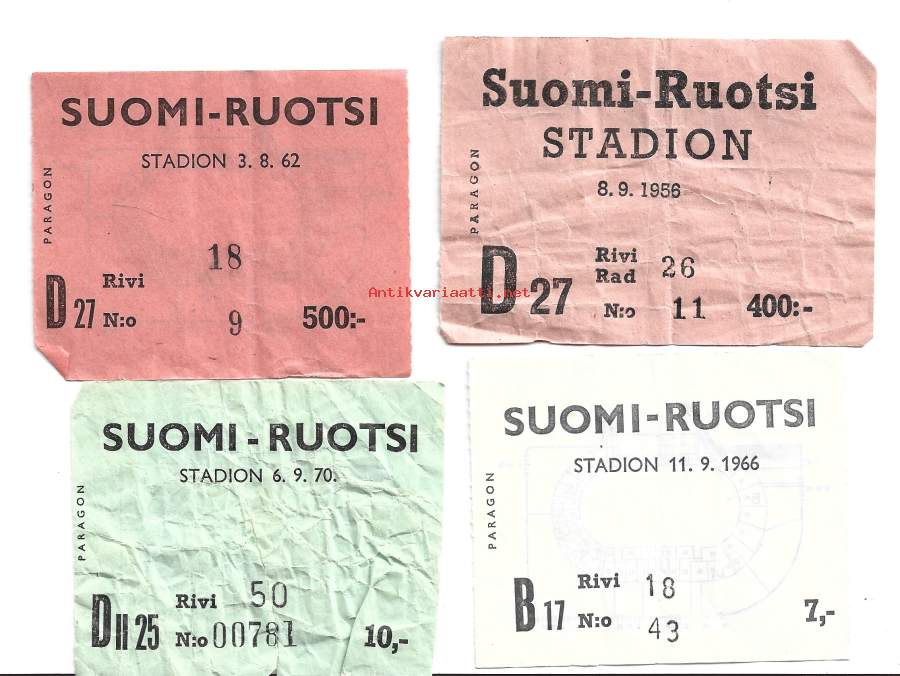 SUOMI-RUOTSI
STADION 3. 8. 62
PARAGON
D 27
Rivi 18
N:o 9
500:-
Suomi-Ruotsi
STADION
8. 9. 1956
PARAGON
D 27
Rivi
Rad 26
N:o 11
400:-
Antikvariaatti.net
SUOMI - RUOTSI
STADION 6. 9. 70.
PARAGON
D II 25
Rivi 50
N:o 00781
10,-
SUOMI-RUOTSI
STADION 11. 9. 1966
PARAGON
B 17
Rivi 18
N:o 43
7,-